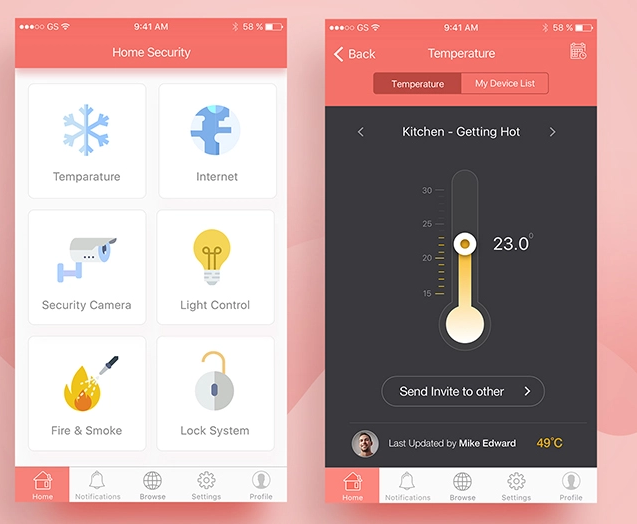 GS 9:41 AM 58 %
Home Security
Temparature Internet
Security Camera Light Control
Fire & Smoke Lock System
Home Notifications Browse Settings Profile
GS 9:41 AM 58 %
Back Temperature
Temperature My Device List
Kitchen - Getting Hot
30
25
23.0°
20
15
Send Invite to other
Last Updated by Mike Edward 49°C
Home Notifications Browse Settings Profile